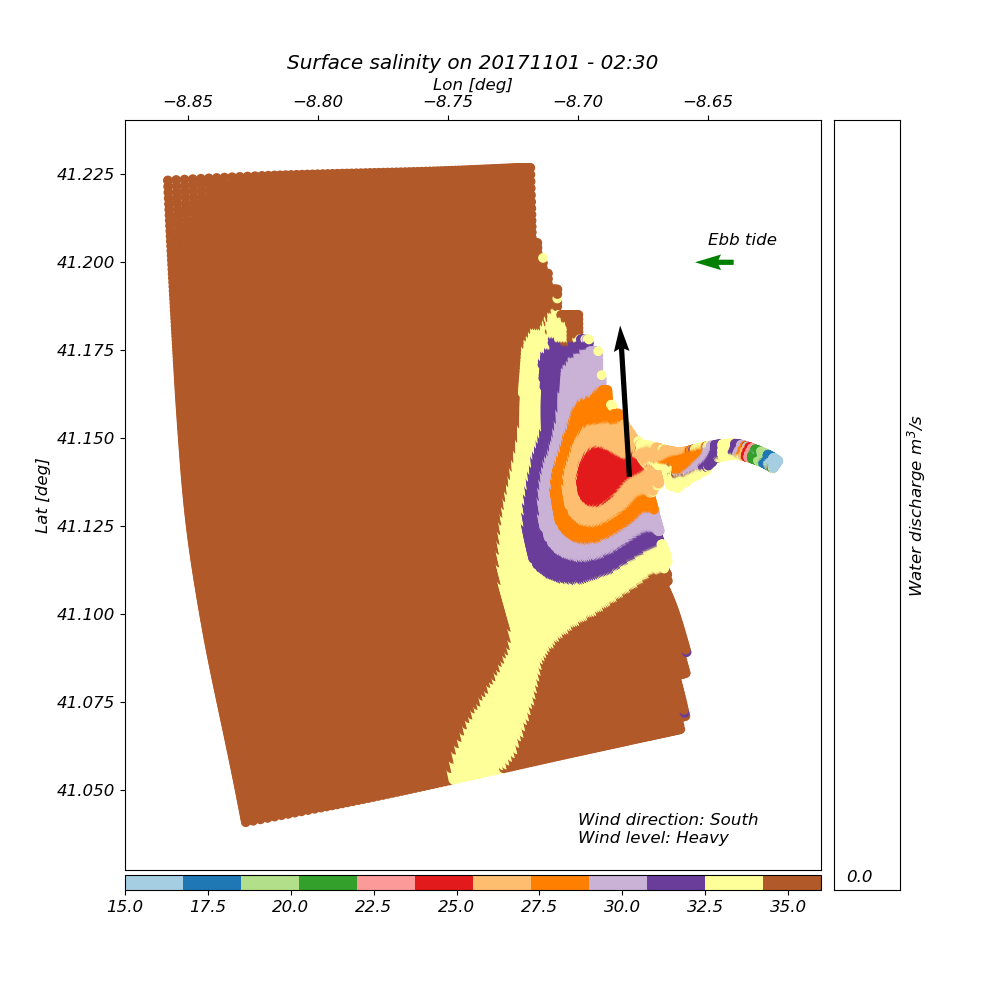 Surface salinity on 20171101 - 02:30
Lon [deg]
−8.85 −8.80 −8.75 −8.70 −8.65
41.225
41.200
41.175
41.150
41.125
41.100
41.075
41.050
Lat [deg]
Ebb tide
Wind direction: South
Wind level: Heavy
Water discharge m³/s
0.0
15.0 17.5 20.0 22.5 25.0 27.5 30.0 32.5 35.0